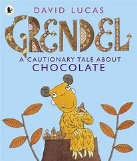 DAVID LUCAS
GRENDEL
A CAUTIONARY TALE ABOUT
CHOCOLATE